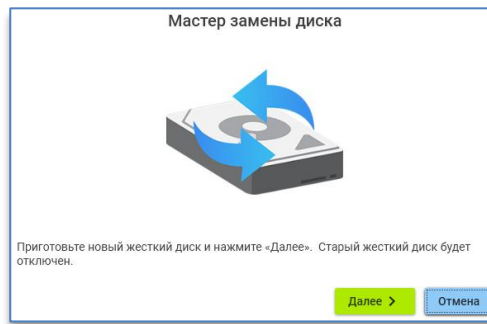 Мастер замены диска
Приготовьте новый жесткий диск и нажмите «Далее».  Старый жесткий диск будет
отключен.
Далее
Отмена